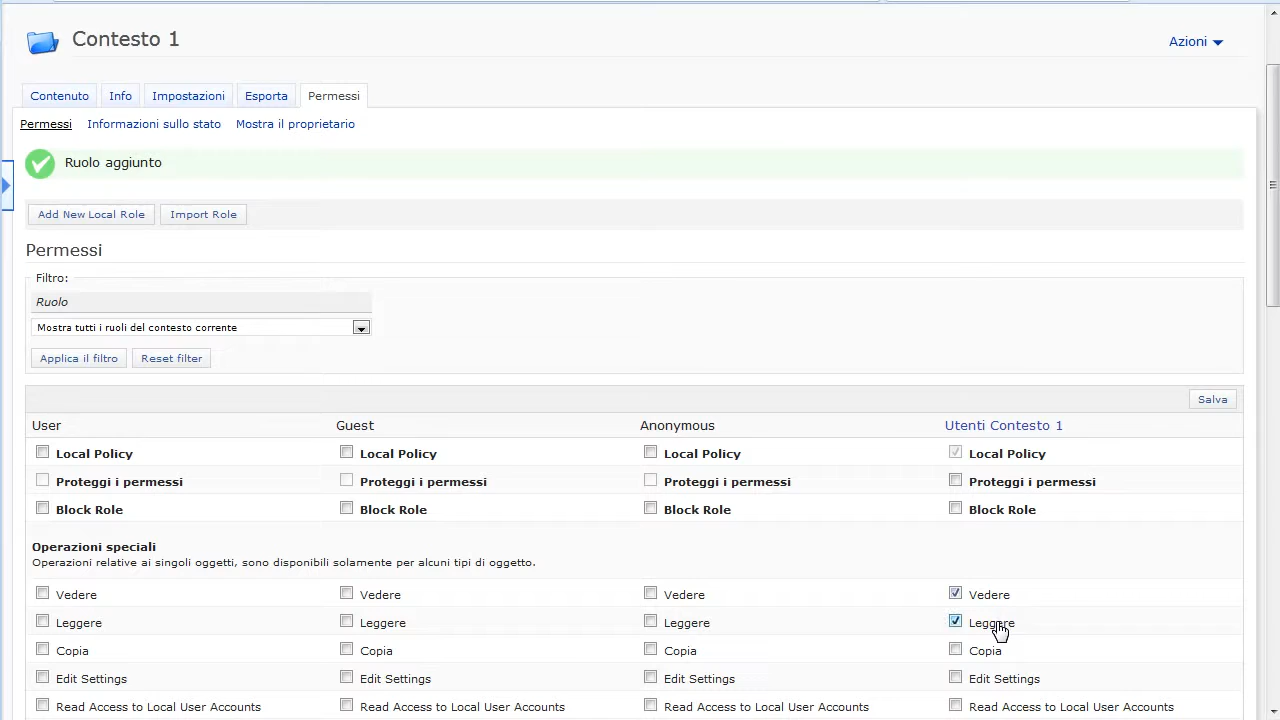 Contesto 1
Azioni
Contenuto Info Impostazioni Esporta Permessi
Permessi Informazioni sullo stato Mostra il proprietario
Ruolo aggiunto
Add New Local Role Import Role
Permessi
Filtro:
Ruolo
Mostra tutti i ruoli del contesto corrente
Applica il filtro Reset filter
Salva
User Guest Anonymous Utenti Contesto 1
Local Policy Local Policy Local Policy Local Policy
Proteggi i permessi Proteggi i permessi Proteggi i permessi Proteggi i permessi
Block Role Block Role Block Role Block Role
Operazioni speciali
Operazioni relative ai singoli oggetti, sono disponibili solamente per alcuni tipi di oggetto.
Vedere Vedere Vedere Vedere
Leggere Leggere Leggere Leggere
Copia Copia Copia Copia
Edit Settings Edit Settings Edit Settings Edit Settings
Read Access to Local User Accounts Read Access to Local User Accounts Read Access to Local User Accounts Read Access to Local User Accounts